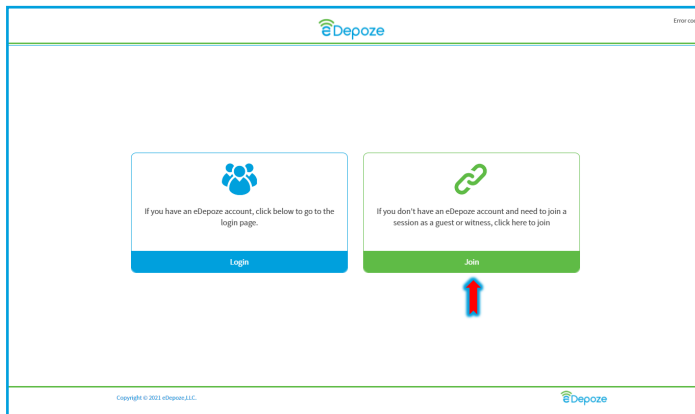 eDepoze
If you have an eDepoze account, click below to go to the
login page.
Login
If you don't have an eDepoze account and need to join a
session as a guest or witness, click here to join
Join
Copyright © 2021 eDepoze,LLC.
eDepoze